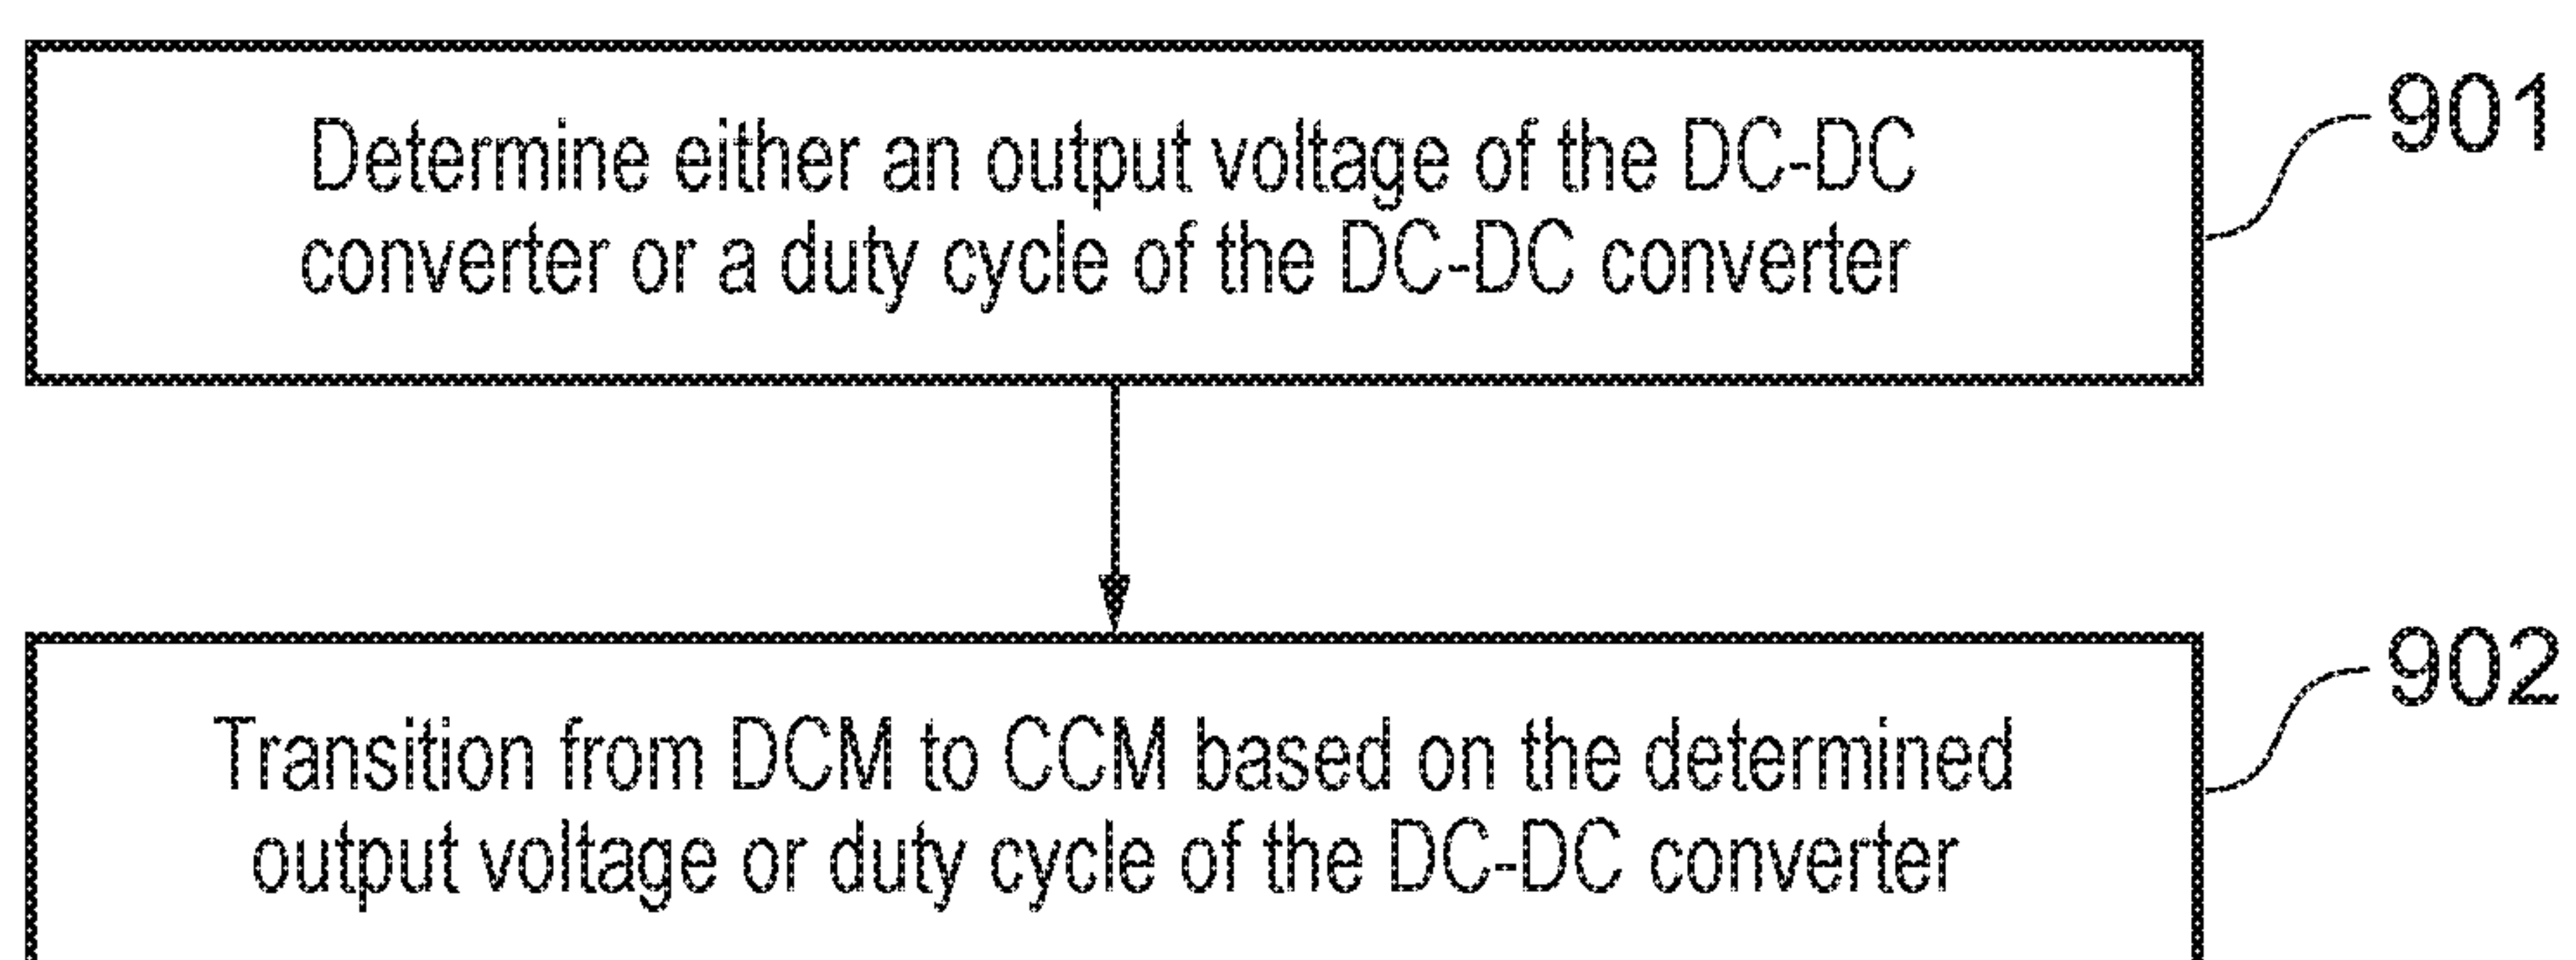 Determine either an output voltage of the DC-DC
converter or a duty cycle of the DC-DC converter
901
Transition from DCM to CCM based on the determined
output voltage or duty cycle of the DC-DC converter
902